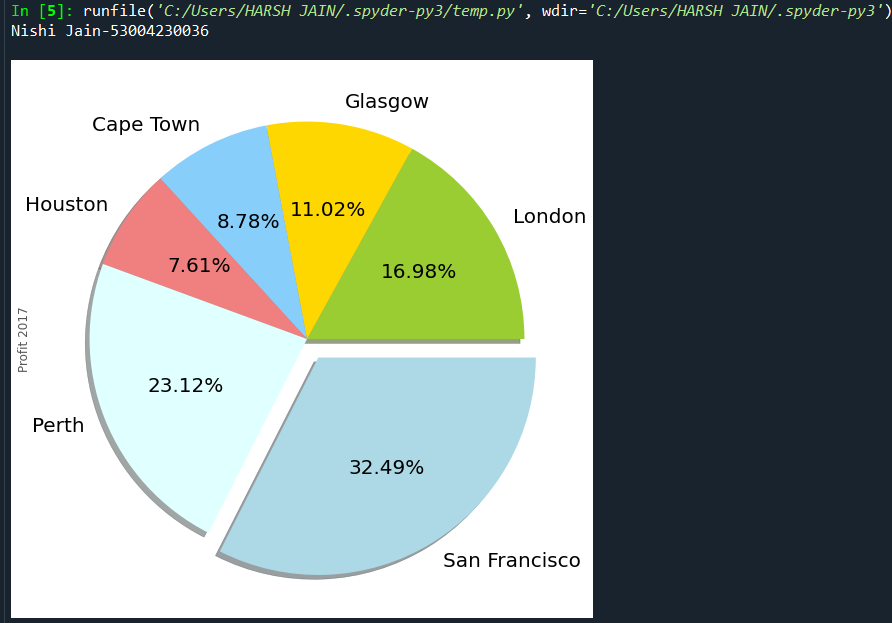 In [5]: runfile('C:/Users/HARSH JAIN/.spyder-py3/temp.py', wdir='C:/Users/HARSH JAIN/.spyder-py3')
Nishi Jain-53004230036
Glasgow
Cape Town
Houston
London
11.02%
8.78%
7.61%
16.98%
Profit 2017
23.12%
Perth
32.49%
San Francisco